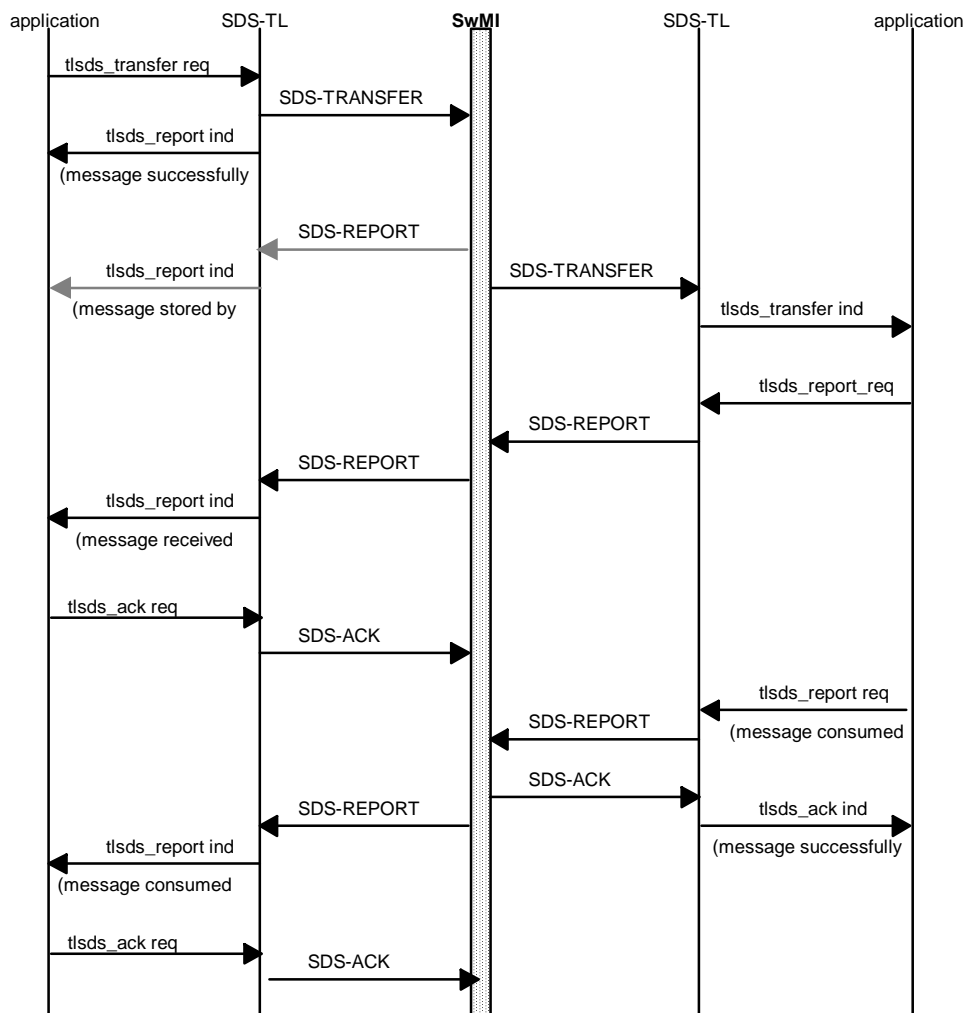 application SDS-TL SwMI SDS-TL application
tlsds_transfer req
SDS-TRANSFER
tlsds_report ind
(message successfully
SDS-REPORT
tlsds_report ind
SDS-TRANSFER
(message stored by
tlsds_transfer ind
tlsds_report_req
SDS-REPORT
SDS-REPORT
tlsds_report ind
(message received
tlsds_ack req
SDS-ACK
tlsds_report req
SDS-REPORT
(message consumed
SDS-ACK
SDS-REPORT
tlsds_ack ind
tlsds_report ind
(message successfully
(message consumed
tlsds_ack req
SDS-ACK